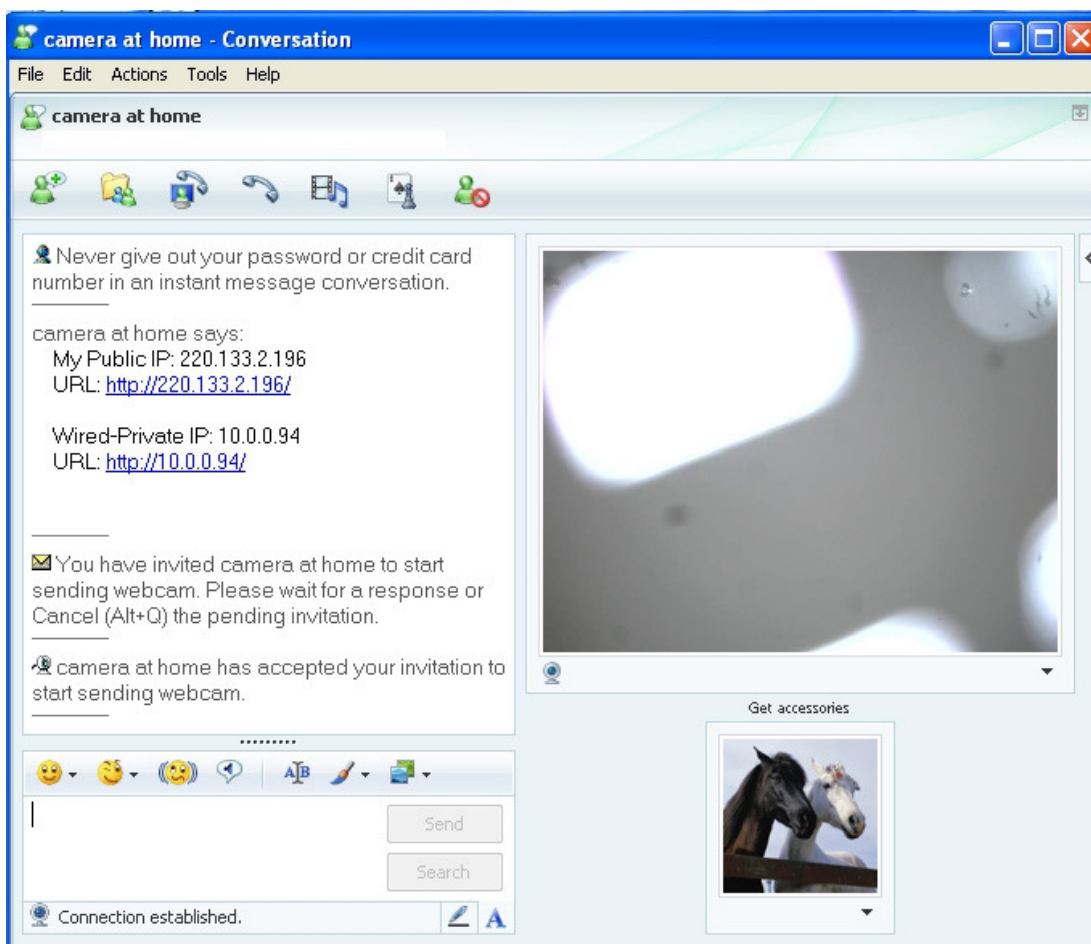 camera at home - Conversation
File Edit Actions Tools Help
camera at home
Never give out your password or credit card
number in an instant message conversation.
camera at home says:
My Public IP: 220.133.2.196
URL: http://220.133.2.196/
Wired-Private IP: 10.0.0.94
URL: http://10.0.0.94/
You have invited camera at home to start
sending webcam. Please wait for a response or
Cancel (Alt+Q) the pending invitation.
camera at home has accepted your invitation to
start sending webcam.
Get accessories
Send
Search
Connection established.